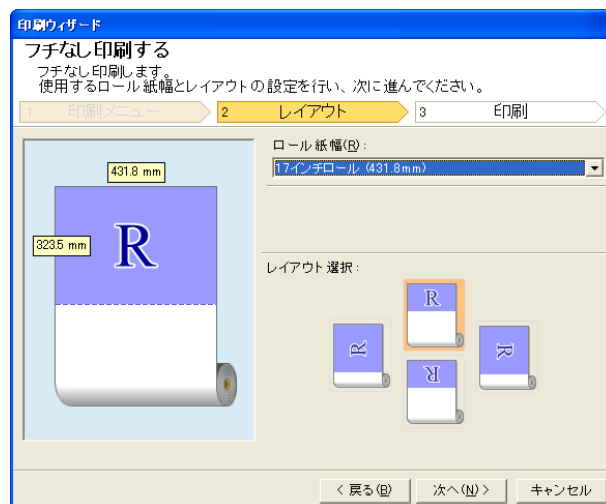 印刷ウィザード
フチなし印刷する
フチなし印刷します。
使用するロール紙幅とレイアウトの設定を行い、次に進んでください。
1 印刷メニュー 2 レイアウト 3 印刷
ロール紙幅(R):
17インチロール (431.8mm)
431.8 mm
323.5 mm
R
レイアウト選択:
R
R
R
R
< 戻る(B) 次へ(N) > キャンセル